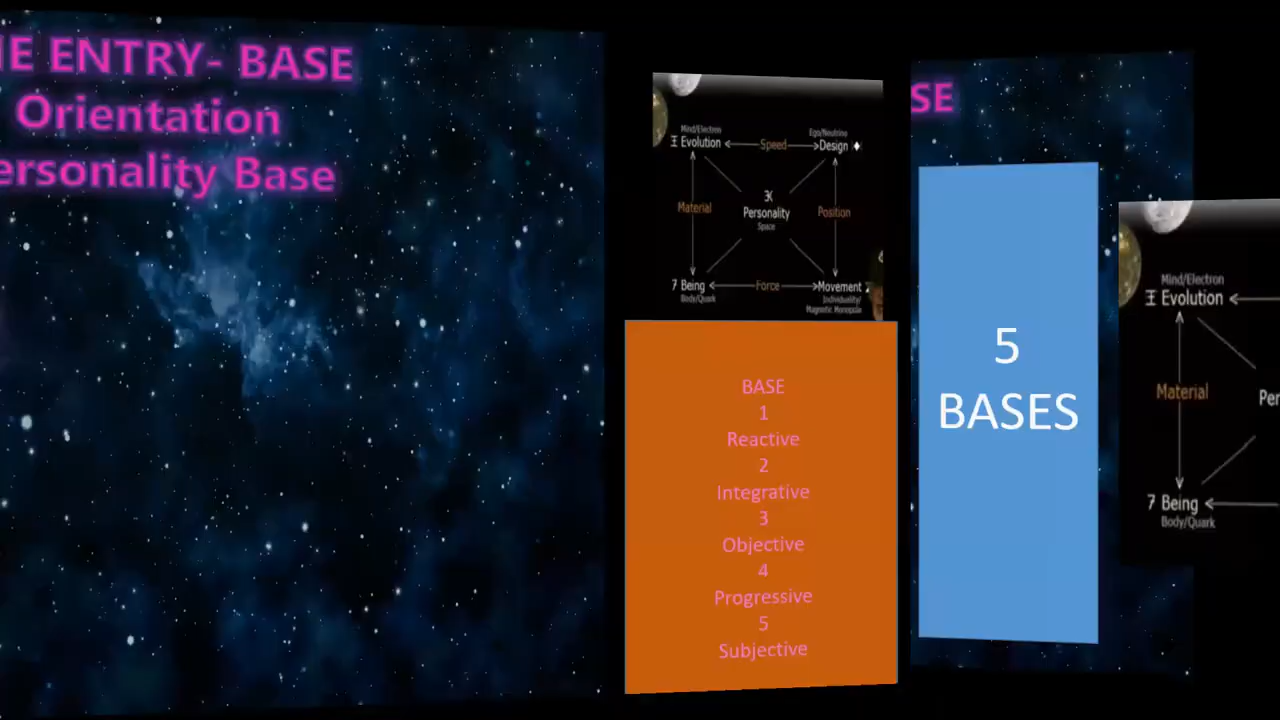 E ENTRY- BASE
Orientation
ersonality Base
Mind/Electron
Evolution
Speed
Ego/Neutrino
Design
Material
Personality
Space
Position
7 Being
Body/Quark
Force
Movement
Individuality/
Magnetic Monopole
BASE
1
Reactive
2
Integrative
3
Objective
4
Progressive
5
Subjective
SE
5
BASES
Mind/Electron
Evolution
Material
Per
7 Being
Body/Quark